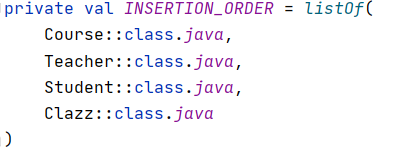 private val INSERTION_ORDER = listOf(
    Course::class.java,
    Teacher::class.java,
    Student::class.java,
    Clazz::class.java
)